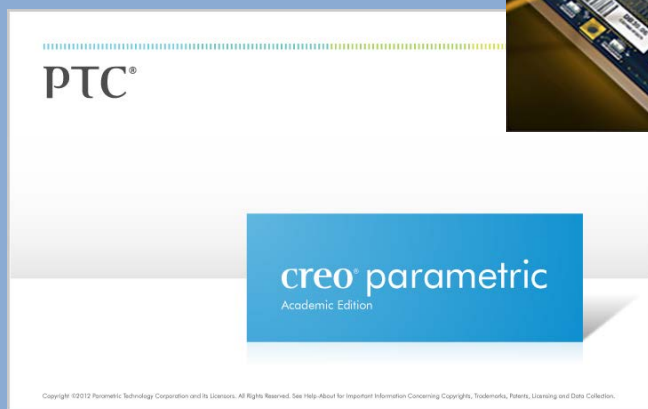 PTC®
creo® parametric
Academic Edition
Copyright ©2012 Parametric Technology Corporation and its Licensors. All Rights Reserved. See Help-About for Important Information Concerning Copyrights, Trademarks, Patents, Licensing and Data Collection.